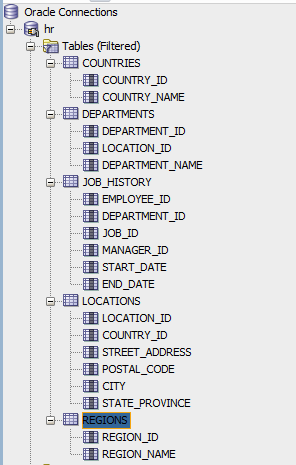 Oracle Connections
hr
Tables (Filtered)
COUNTRIES
COUNTRY_ID
COUNTRY_NAME
DEPARTMENTS
DEPARTMENT_ID
LOCATION_ID
DEPARTMENT_NAME
JOB_HISTORY
EMPLOYEE_ID
DEPARTMENT_ID
JOB_ID
MANAGER_ID
START_DATE
END_DATE
LOCATIONS
LOCATION_ID
COUNTRY_ID
STREET_ADDRESS
POSTAL_CODE
CITY
STATE_PROVINCE
REGIONS
REGION_ID
REGION_NAME